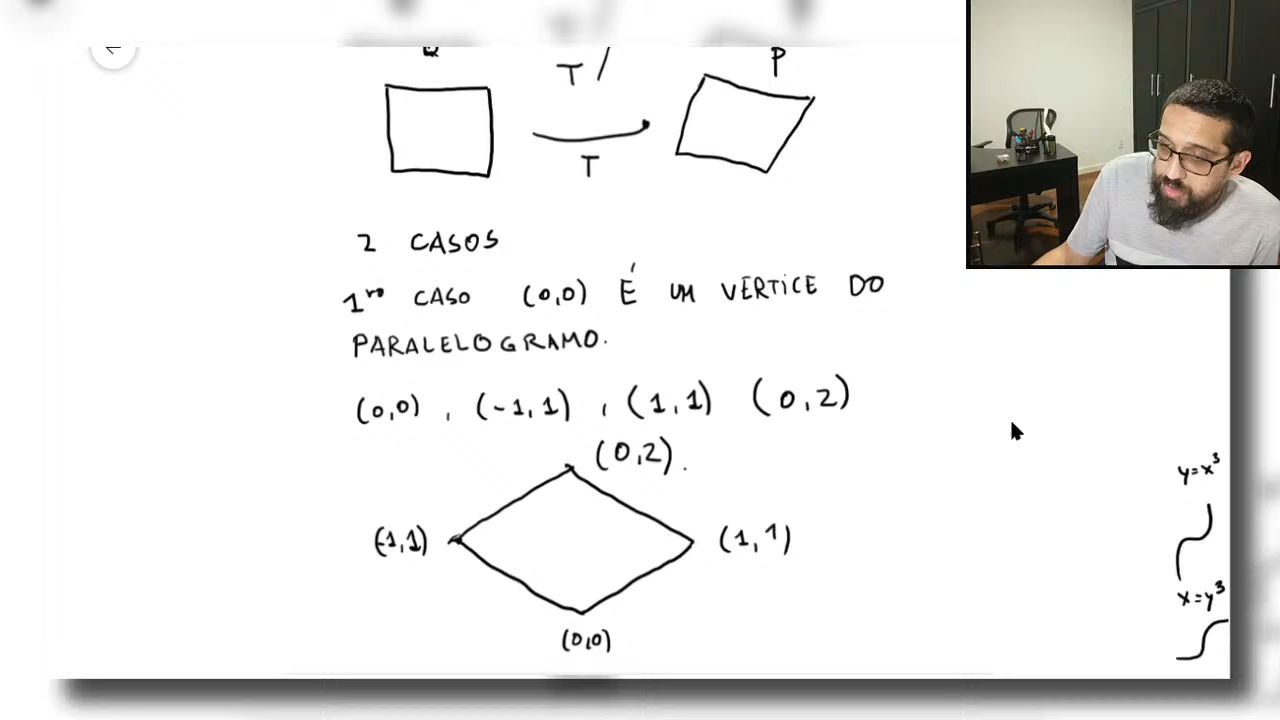 Q
T /
P
T
2 CASOS
1ro CASO (0,0) É UM VÉRTICE DO
PARALELOGRAMO.
(0,0) , (-1,1) , (1,1) (0,2)
(0,2).
(-1,1)
(1,1)
(0,0)
y=x³
x=y³